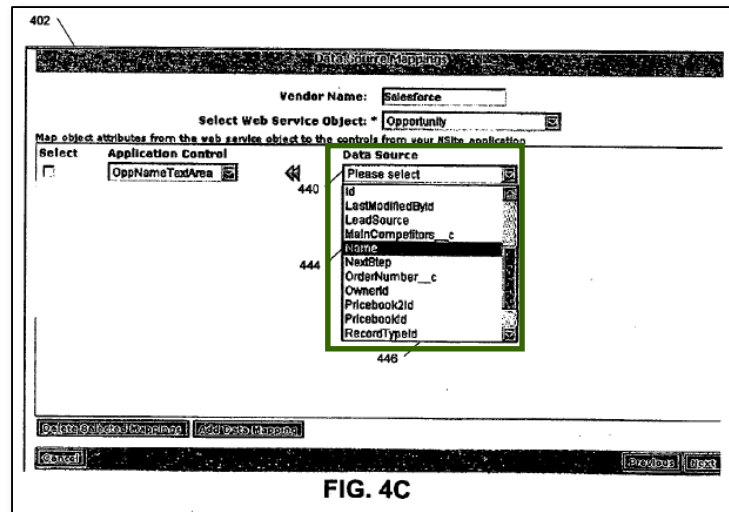 402
Data Source Mappings
Vendor Name: Salesforce
Select Web Service Object: * Opportunity
Map object attributes from the web service object to the controls from your NSite application
Select Application Control Data Source
OppNameTextArea Please select
440
Id
LastModifiedById
LeadSource
MainCompetitors__c
Name
444
NextStep
OrderNumber__c
OwnerId
Pricebook2Id
PricebookId
RecordTypeId
446
Delete Selected Mappings Add Data Mapping
Cancel Previous Next
FIG. 4C